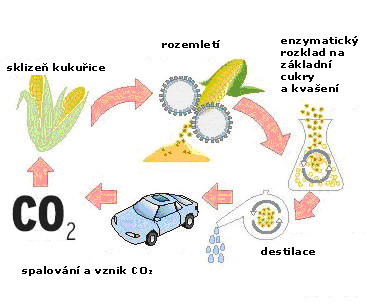 sklizeň kukuřice
rozemletí
enzymatický
rozklad na
základní
cukry
a kvašení
destilace
spalování a vznik CO₂
CO₂